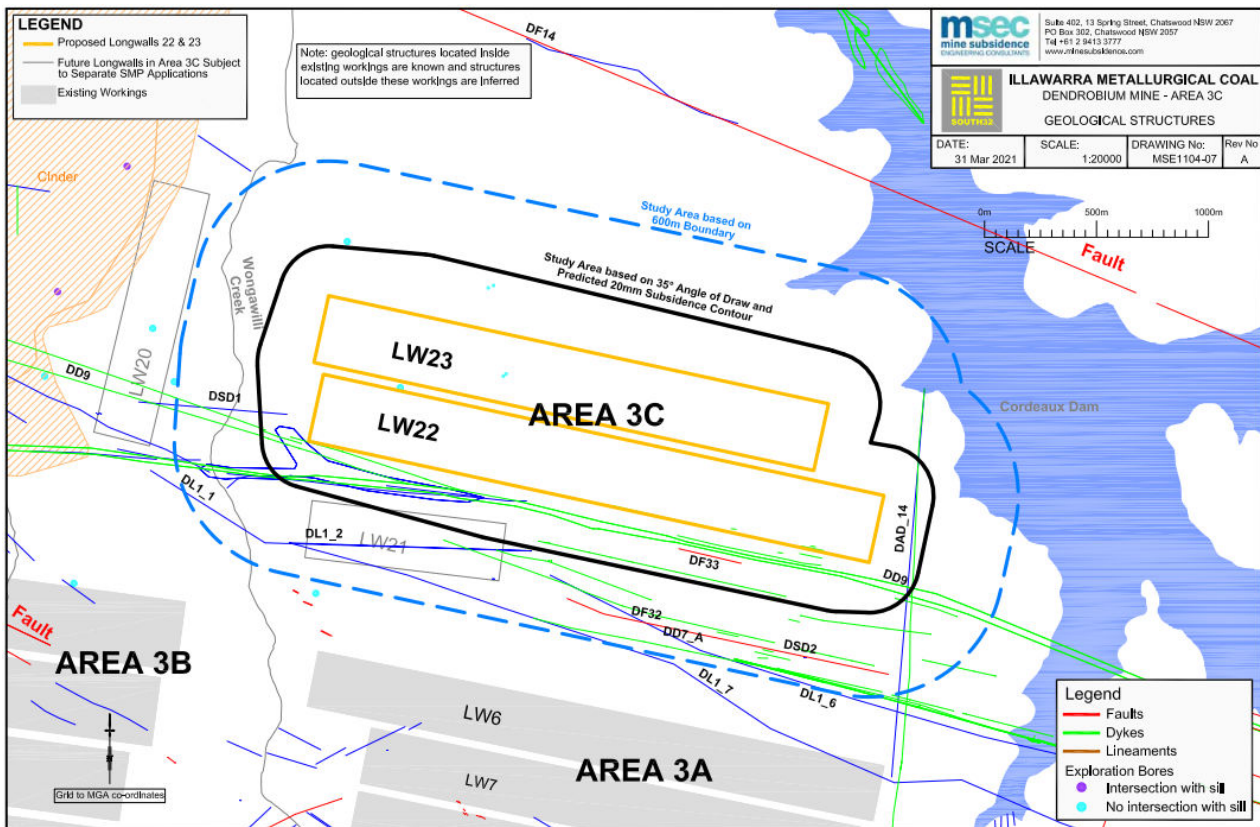 LEGEND
Proposed Longwalls 22 & 23
Future Longwalls in Area 3C Subject
to Separate SMP Applications
Existing Workings
Note: geological structures located inside
existing workings are known and structures
located outside these workings are inferred
msec
mine subsidence
ENGINEERING CONSULTANTS
Suite 402, 13 Spring Street, Chatswood NSW 2067
PO Box 302, Chatswood NSW 2057
Tel +61 2 9413 3777
www.minesubsidence.com
SOUTH32
ILLAWARRA METALLURGICAL COAL
DENDROBIUM MINE - AREA 3C
GEOLOGICAL STRUCTURES
DATE:
31 Mar 2021
SCALE:
1:20000
DRAWING No:
MSE1104-07
Rev No
A
0m 500m 1000m
SCALE
DF14
Fault
Cinder
Study Area based on
600m Boundary
Study Area based on 35° Angle of Draw and
Predicted 20mm Subsidence Contour
Wongawilli
Creek
LW20
LW23
LW22
AREA 3C
Cordeaux Dam
DD9
DSD1
DL1_1
DL1_2
LW21
DAD_14
DF33
DD9
DF32
DD7_A
DSD2
DL1_7
DL1_6
Fault
AREA 3B
LW6
LW7
AREA 3A
Grid to MGA co-ordinates
Legend
Faults
Dykes
Lineaments
Exploration Bores
Intersection with sill
No intersection with sill